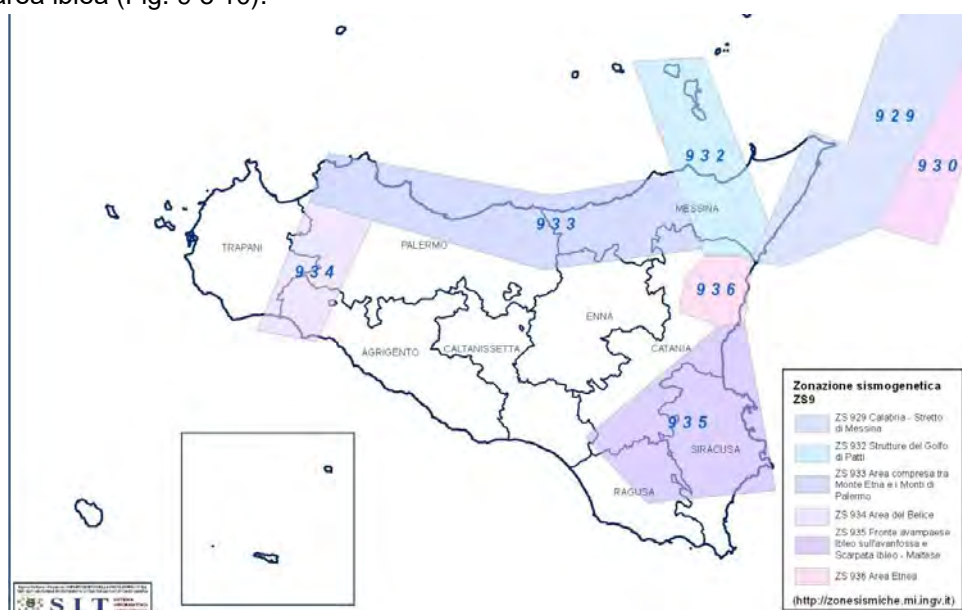 area iblea (Fig. 9 e 10).
9 2 9
9 3 2
9 3 0
MESSINA
9 3 3
TRAPANI
PALERMO
9 3 4
9 3 6
ENNA
AGRIGENTO
CALTANISSETTA
CATANIA
9 3 5
SIRACUSA
RAGUSA
Zonazione sismogenetica
ZS9
ZS 929 Calabria - Stretto
di Messina
ZS 932 Strutture del Golfo
di Patti
ZS 933 Area compresa tra
Monte Etna e i Monti di
Palermo
ZS 934 Area del Belice
ZS 935 Fronte avampaese
Ibleo sull'avanfossa e
Scarpata Ibleo - Maltese
ZS 936 Area Etnea
(http://zonesismiche.mi.ingv.it)
S I T